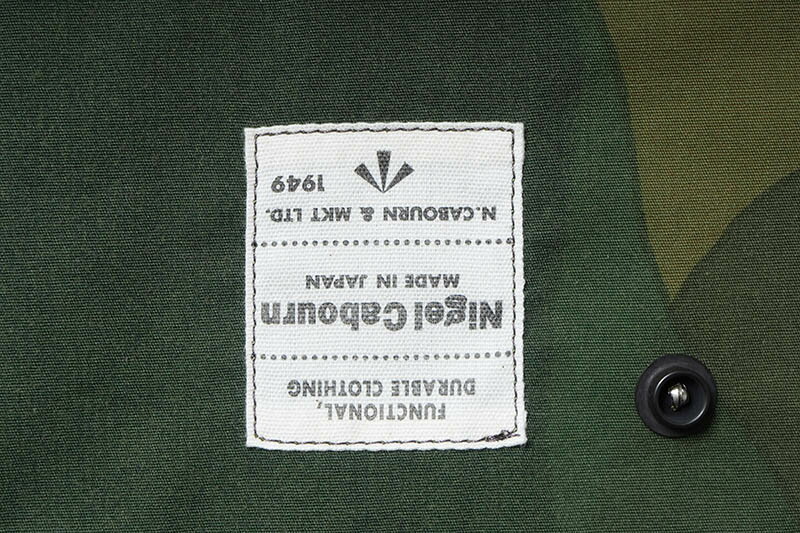 FUNCTIONAL,
DURABLE CLOTHING
Nigel Cabourn
MADE IN JAPAN
N.CABOURN & MKT LTD.
1949